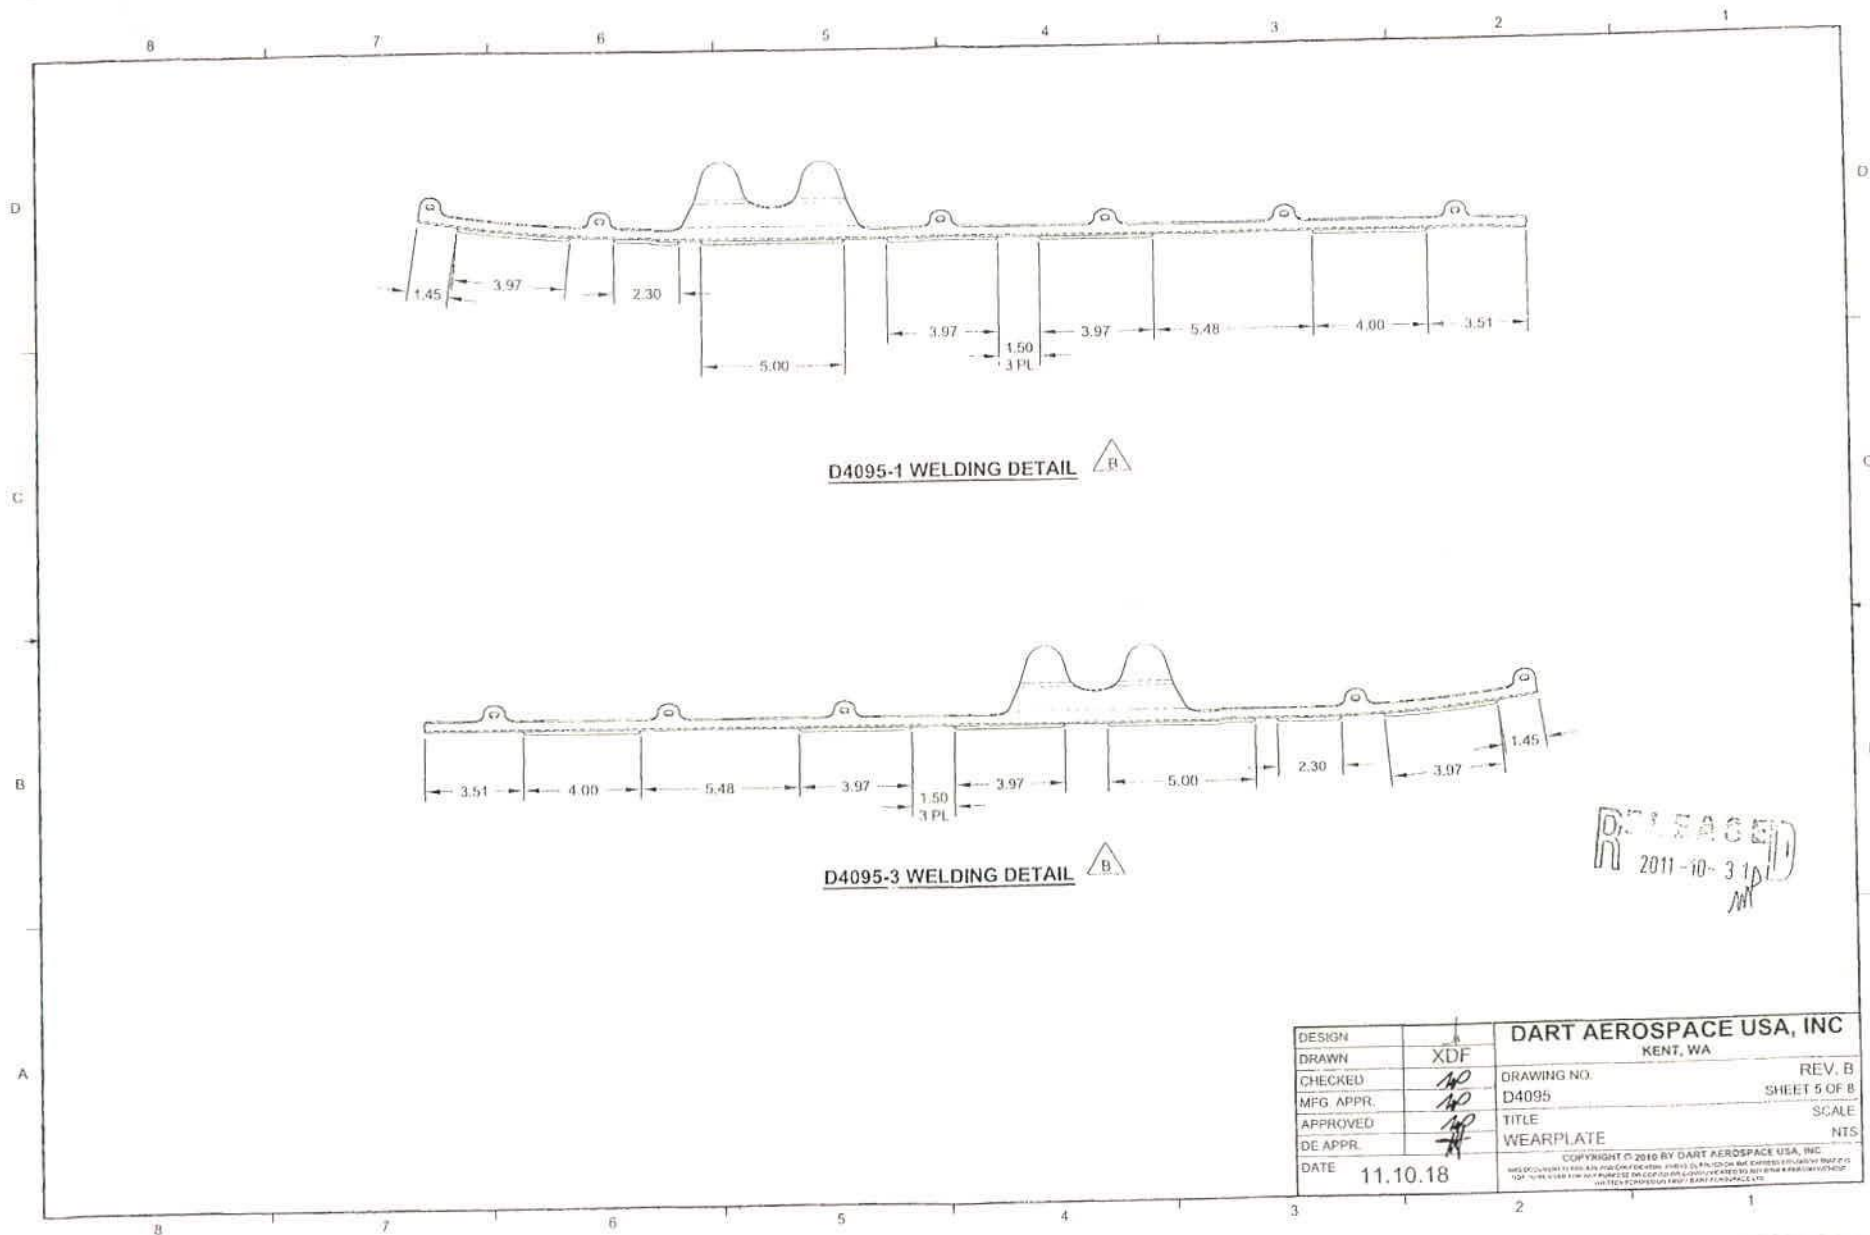 8 7 6 5 4 3 2 1
D D
1.45 3.97 2.30 5.00 3.97 1.50 3.97 5.48 4.00 3.51
3 PL
D4095-1 WELDING DETAIL B
C C
3.51 4.00 5.48 3.97 1.50 3.97 5.00 2.30 3.97 1.45
3 PL
B
D4095-3 WELDING DETAIL B
RELEASED
2011-10-31
A
DESIGN
DRAWN XDF
CHECKED
MFG. APPR.
APPROVED
DE APPR.
DATE 11.10.18
DART AEROSPACE USA, INC
KENT, WA
DRAWING NO. REV. B
D4095 SHEET 5 OF 8
TITLE SCALE
WEARPLATE NTS
COPYRIGHT © 2010 BY DART AEROSPACE USA, INC
8 7 6 5 4 3 2 1